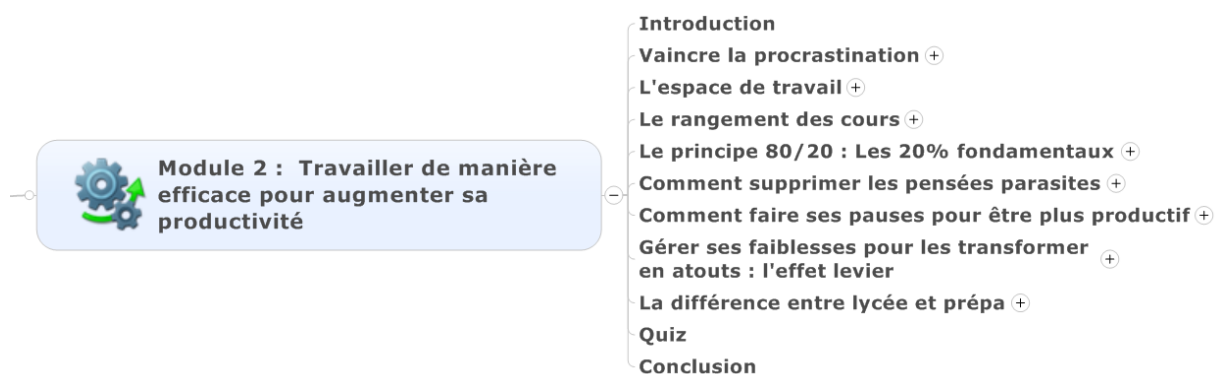 Introduction
Vaincre la procrastination
L'espace de travail
Le rangement des cours
Module 2 :  Travailler de manière
efficace pour augmenter sa
productivité
Le principe 80/20 : Les 20% fondamentaux
Comment supprimer les pensées parasites
Comment faire ses pauses pour être plus productif
Gérer ses faiblesses pour les transformer
en atouts : l'effet levier
La différence entre lycée et prépa
Quiz
Conclusion